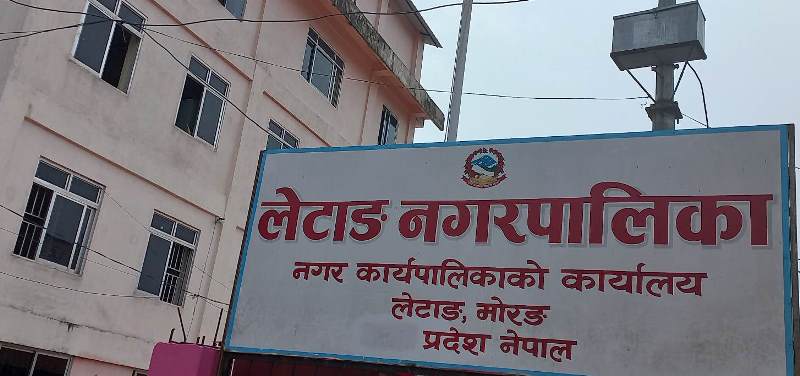 लेटाङ नगरपालिका
नगर कार्यपालिकाको कार्यालय
लेटाङ, मोरङ
प्रदेश नेपाल